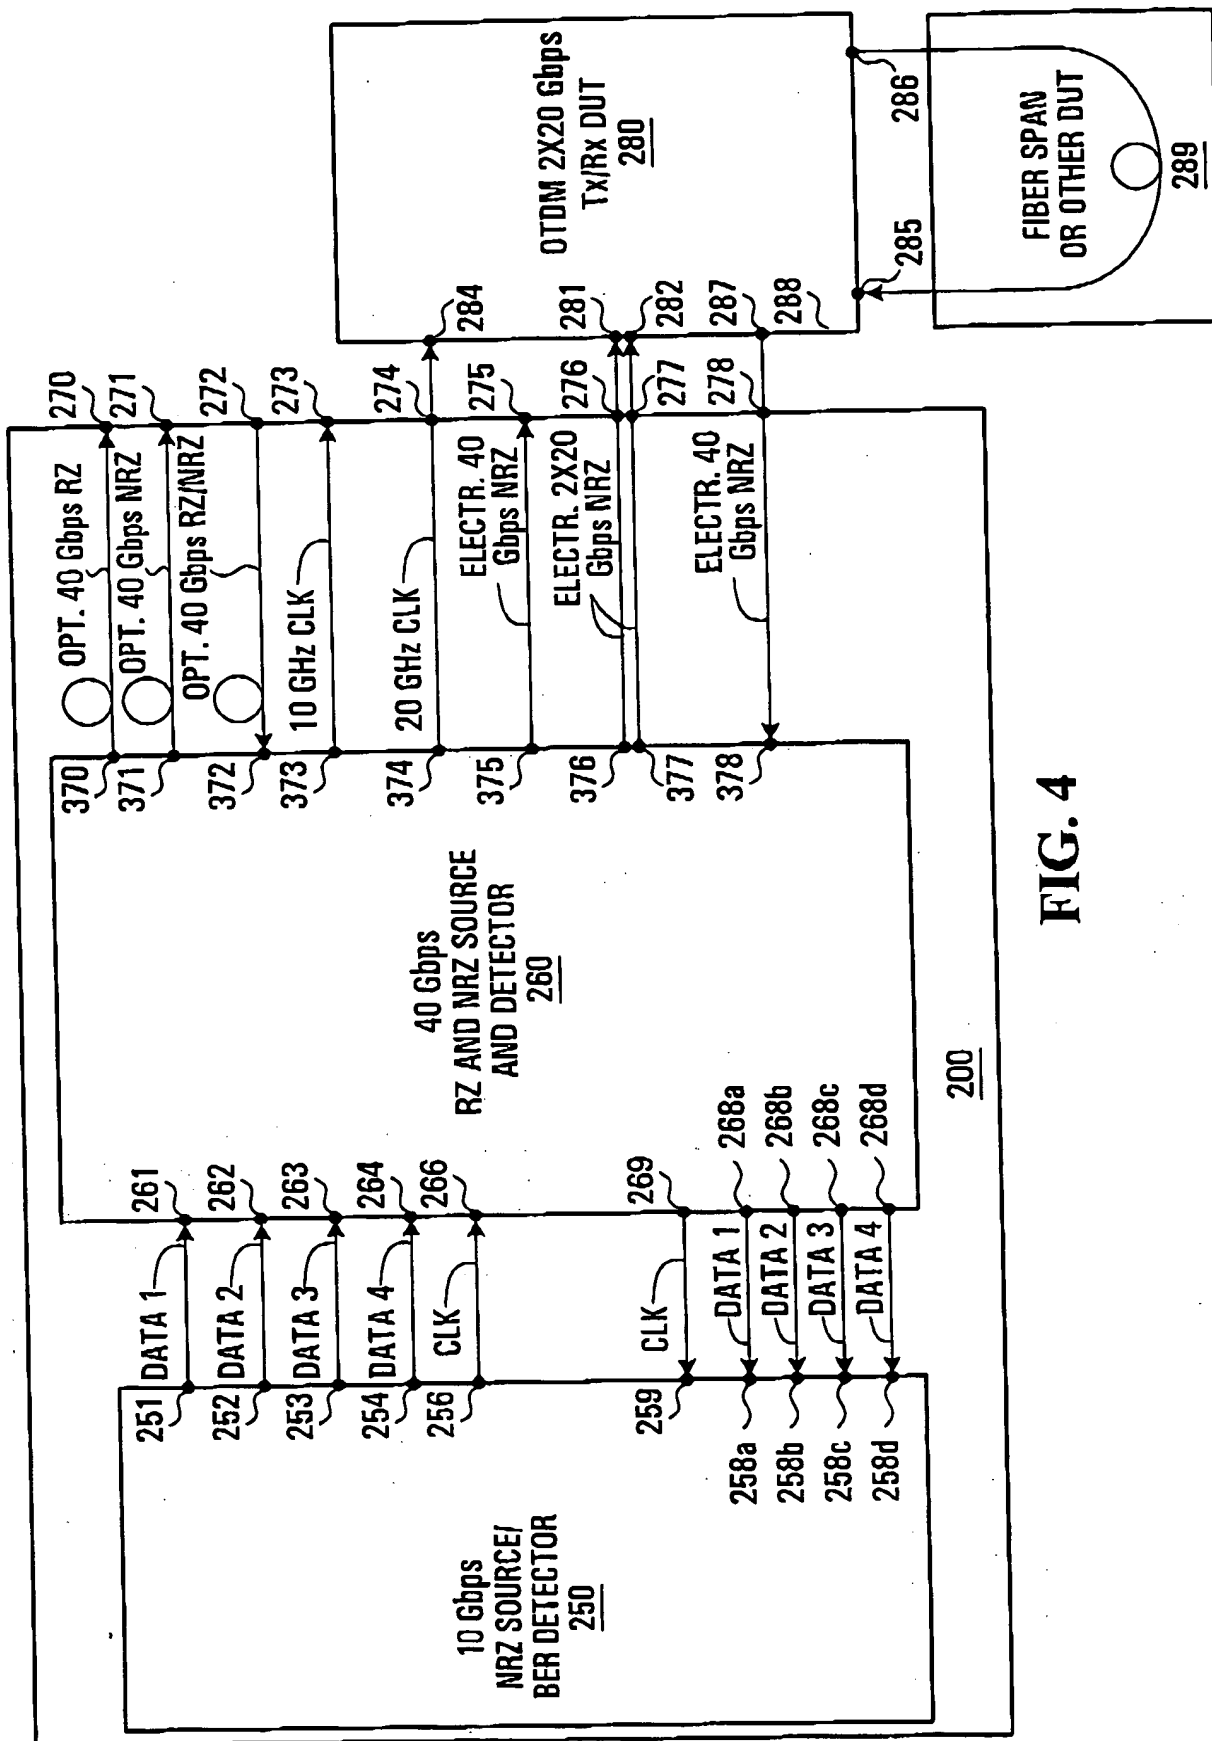 10 Gbps
NRZ SOURCE/
BER DETECTOR
250
251
252
253
254
256
259
258a
258b
258c
258d
DATA 1
DATA 2
DATA 3
DATA 4
CLK
CLK
DATA 1
DATA 2
DATA 3
DATA 4
261
262
263
264
266
269
268a
268b
268c
268d
40 Gbps
RZ AND NRZ SOURCE
AND DETECTOR
260
200
370
371
372
373
374
375
376
377
378
OPT. 40 Gbps RZ
OPT. 40 Gbps NRZ
OPT. 40 Gbps RZ/NRZ
10 GHz CLK
20 GHz CLK
ELECTR. 40
Gbps NRZ
ELECTR. 2X20
Gbps NRZ
ELECTR. 40
Gbps NRZ
270
271
272
273
274
275
276
277
278
284
281
282
287
288
OTDM 2X20 Gbps
Tx/Rx DUT
280
285
286
FIBER SPAN
OR OTHER DUT
289
FIG. 4